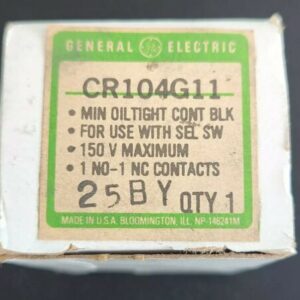 GENERAL ELECTRIC
CR104G11
• MIN OILTIGHT CONT BLK
• FOR USE WITH SEL SW
• 150 V MAXIMUM
• 1 NO-1 NC CONTACTS
25BY QTY 1
MADE IN U.S.A. BLOOMINGTON, ILL. NP-146241M